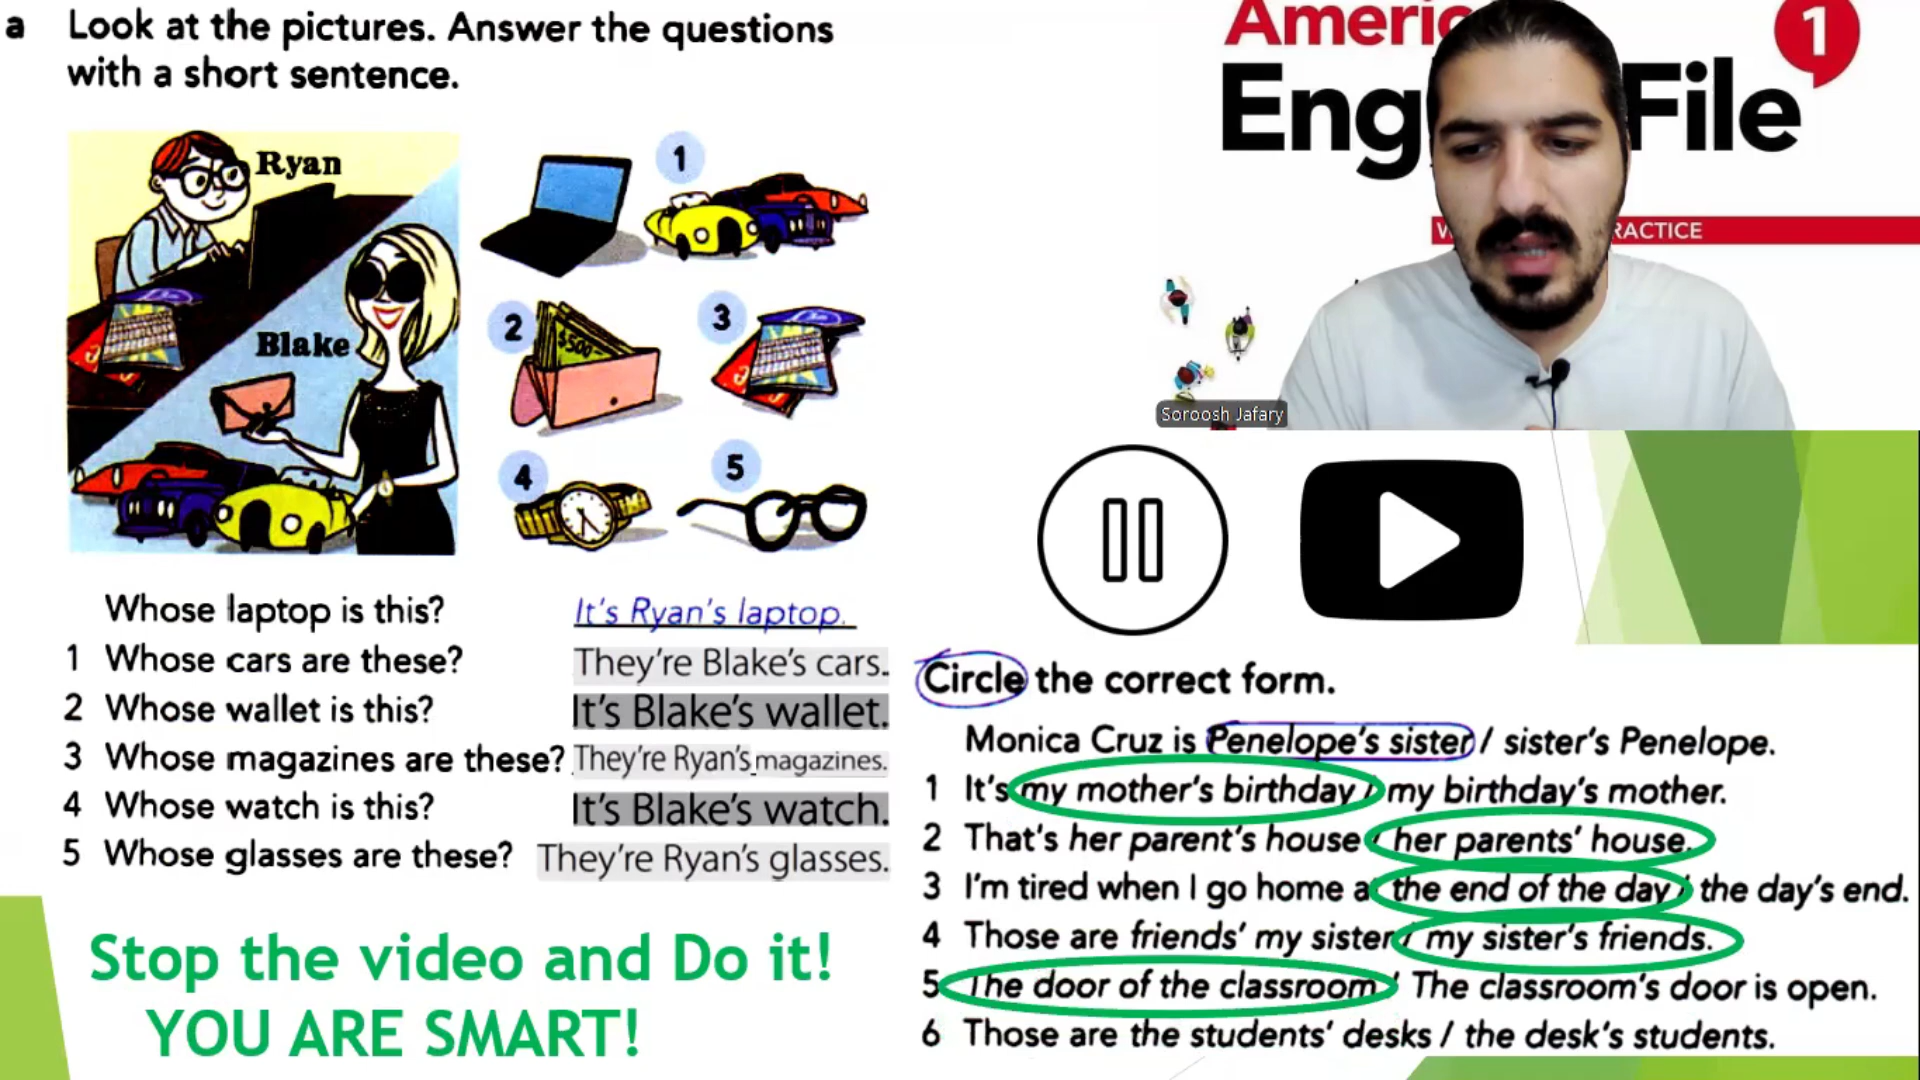 a Look at the pictures. Answer the questions
with a short sentence.
Ryan
Blake
1
2
$500
3
4
5
Whose laptop is this? It's Ryan's laptop.
1 Whose cars are these? They're Blake's cars.
2 Whose wallet is this? It's Blake's wallet.
3 Whose magazines are these? They're Ryan's magazines.
4 Whose watch is this? It's Blake's watch.
5 Whose glasses are these? They're Ryan's glasses.
Stop the video and Do it!
YOU ARE SMART!
1
File
RACTICE
Soroosh Jafary
Circle the correct form.
Monica Cruz is Penelope's sister / sister's Penelope.
1 It's my mother's birthday / my birthday's mother.
2 That's her parent's house / her parents' house.
3 I'm tired when I go home a the end of the day / the day's end.
4 Those are friends' my sister / my sister's friends.
5 The door of the classroom / The classroom's door is open.
6 Those are the students' desks / the desk's students.